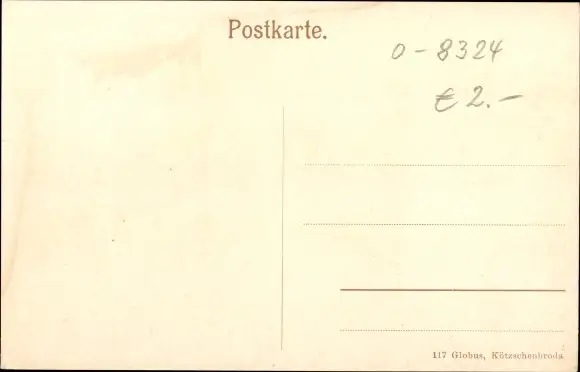 Postkarte.
0-8324
€ 2.-
117 Globus, Kötzschenbroda